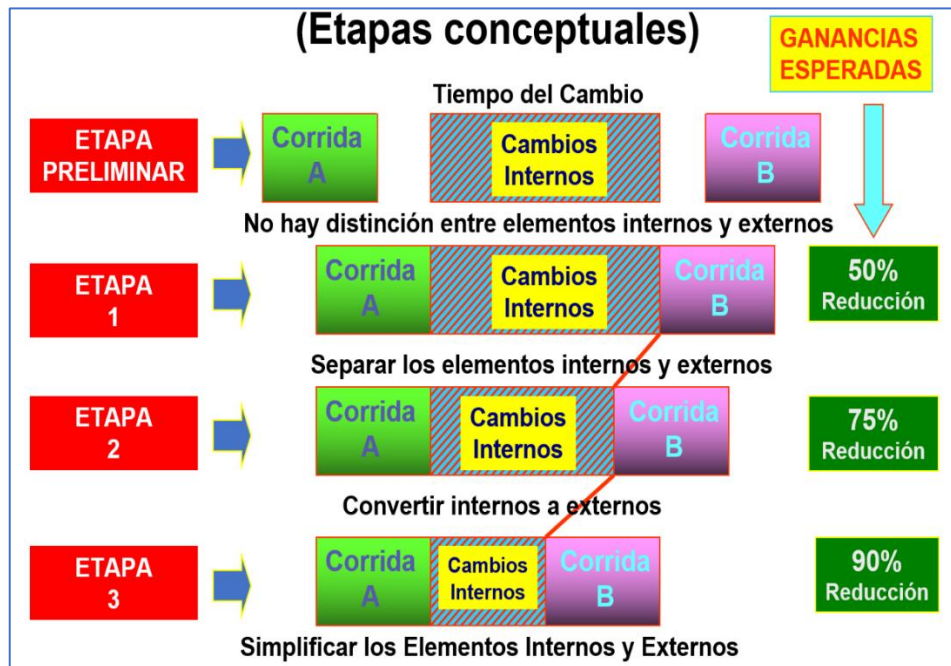 (Etapas conceptuales)
GANANCIAS
ESPERADAS
Tiempo del Cambio
ETAPA
PRELIMINAR
Corrida
A
Cambios
Internos
Corrida
B
No hay distinción entre elementos internos y externos
ETAPA
1
Corrida
A
Cambios
Internos
Corrida
B
50%
Reducción
Separar los elementos internos y externos
ETAPA
2
Corrida
A
Cambios
Internos
Corrida
B
75%
Reducción
Convertir internos a externos
ETAPA
3
Corrida
A
Cambios
Internos
Corrida
B
90%
Reducción
Simplificar los Elementos Internos y Externos